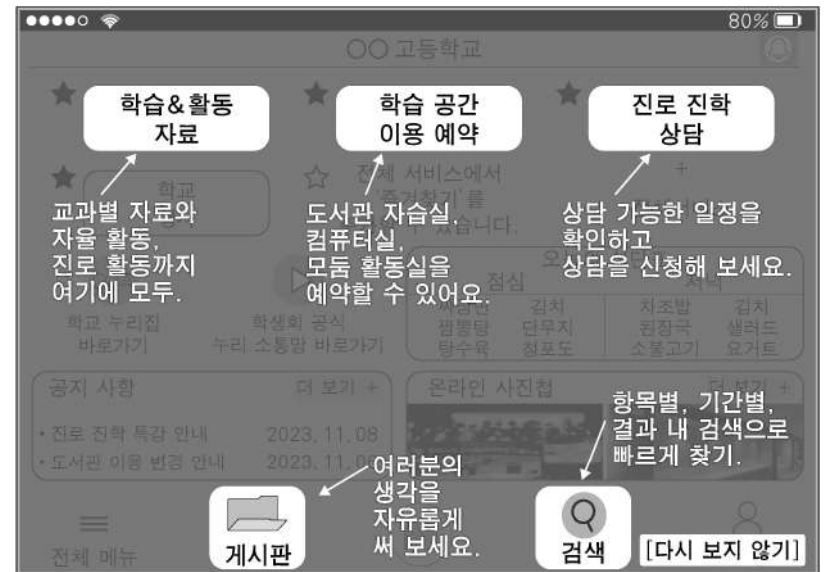 80%
○○ 고등학교
학습&활동
자료
학습 공간
이용 예약
진로 진학
상담
학교
전체 서비스에서
교과별 자료와
자율 활동,
진로 활동까지
여기에 모두.
도서관 자습실,
컴퓨터실,
모둠 활동실을
예약할 수 있어요.
상담 가능한 일정을
확인하고
상담을 신청해 보세요.
점심
학교 누리집
바로가기
학생회 공식
누리 소통망 바로가기
김치
짬뽕탕 단무지
탕수육 청포도
차조밥 김치
된장국 샐러드
소불고기 요거트
공지 사항 더 보기 +
• 진로 진학 특강 안내 2023. 11. 08
• 도서관 이용 변경 안내 2023. 11.
온라인 사진첩 더 보기 +
항목별, 기간별,
결과 내 검색으로
빠르게 찾기.
여러분의
생각을
자유롭게
써 보세요.
전체 메뉴
게시판
검색
[다시 보지 않기]